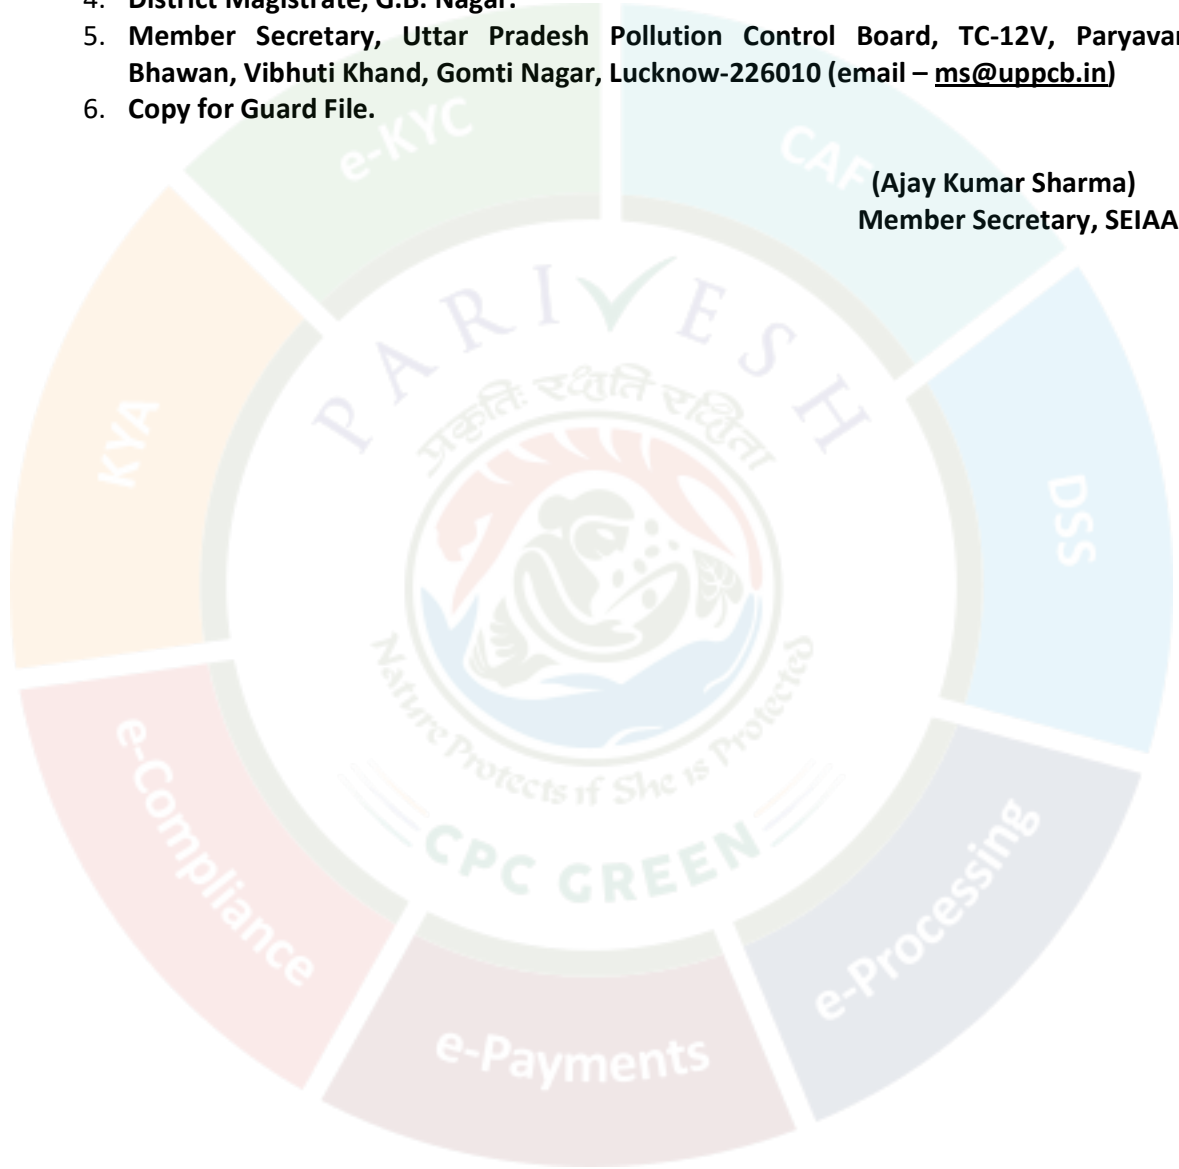 4. District Magistrate, G.B. Nagar.
5. Member Secretary, Uttar Pradesh Pollution Control Board, TC-12V, Paryavar
Bhawan, Vibhuti Khand, Gomti Nagar, Lucknow-226010 (email – ms@uppcb.in)
6. Copy for Guard File.
(Ajay Kumar Sharma)
Member Secretary, SEIAA
e-KYC
CAF
KYA
DSS
PARIVESH
प्रकृतिः रक्षति रक्षिता
Nature Protects if She is Protected
CPC GREEN
e-Compliance
e-Processing
e-Payments